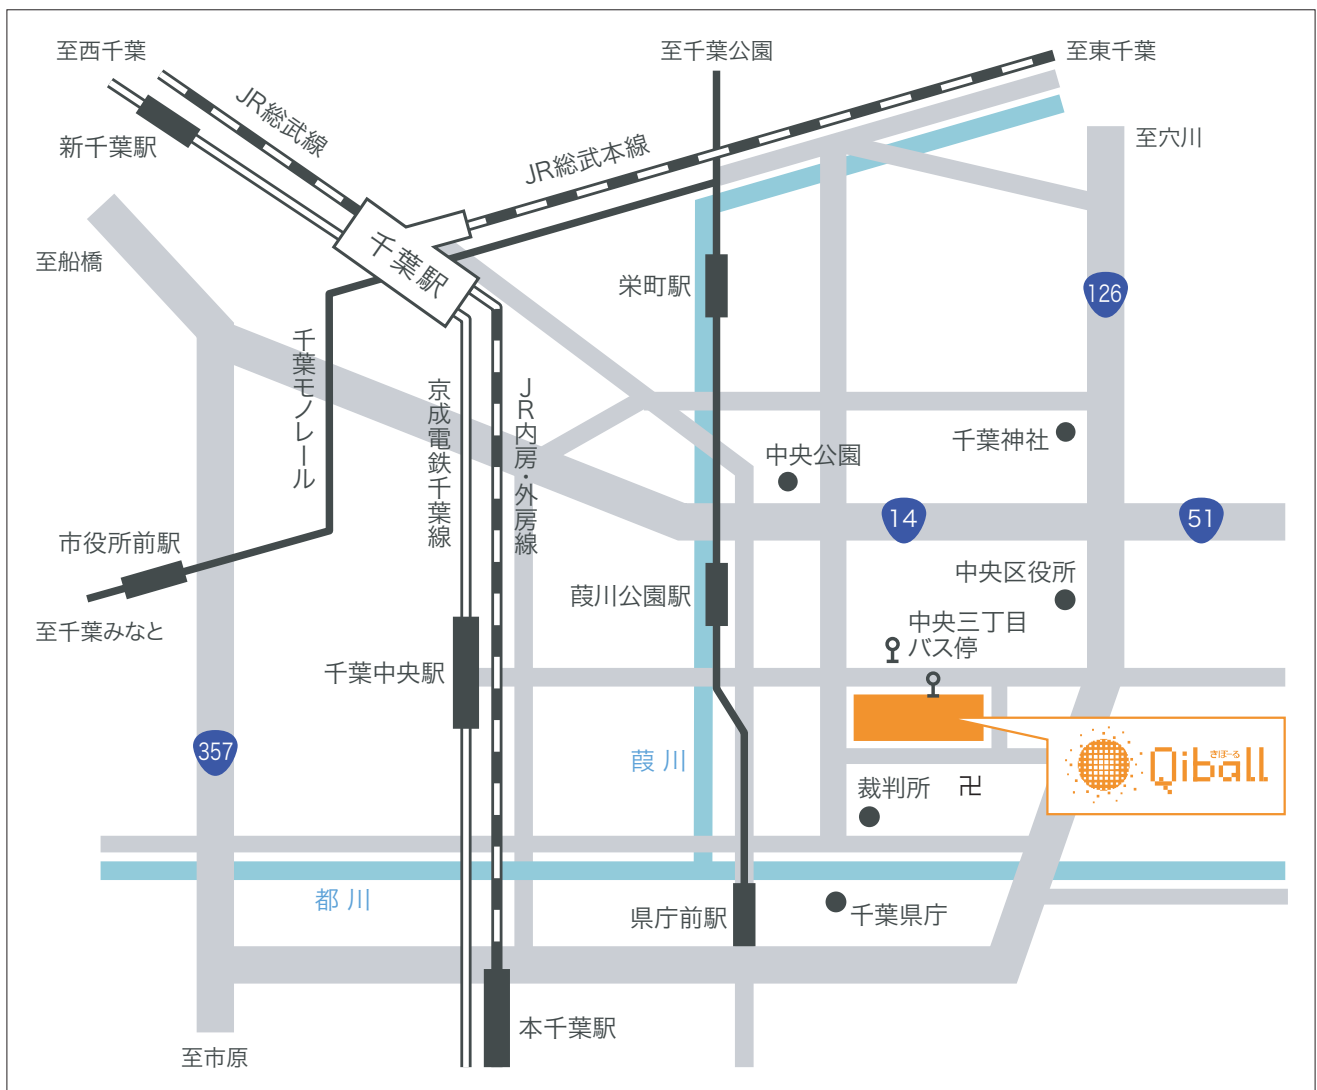 至西千葉
至千葉公園
至東千葉
JR総武線
新千葉駅
JR総武本線
至穴川
至船橋
千葉駅
栄町駅
126
千葉モノレール
京成電鉄千葉線
JR内房・外房線
中央公園
千葉神社
14
51
市役所前駅
葭川公園駅
中央区役所
至千葉みなと
中央三丁目
バス停
千葉中央駅
357
葭川
きぼーる
Qiball
裁判所
卍
都川
県庁前駅
千葉県庁
本千葉駅
至市原